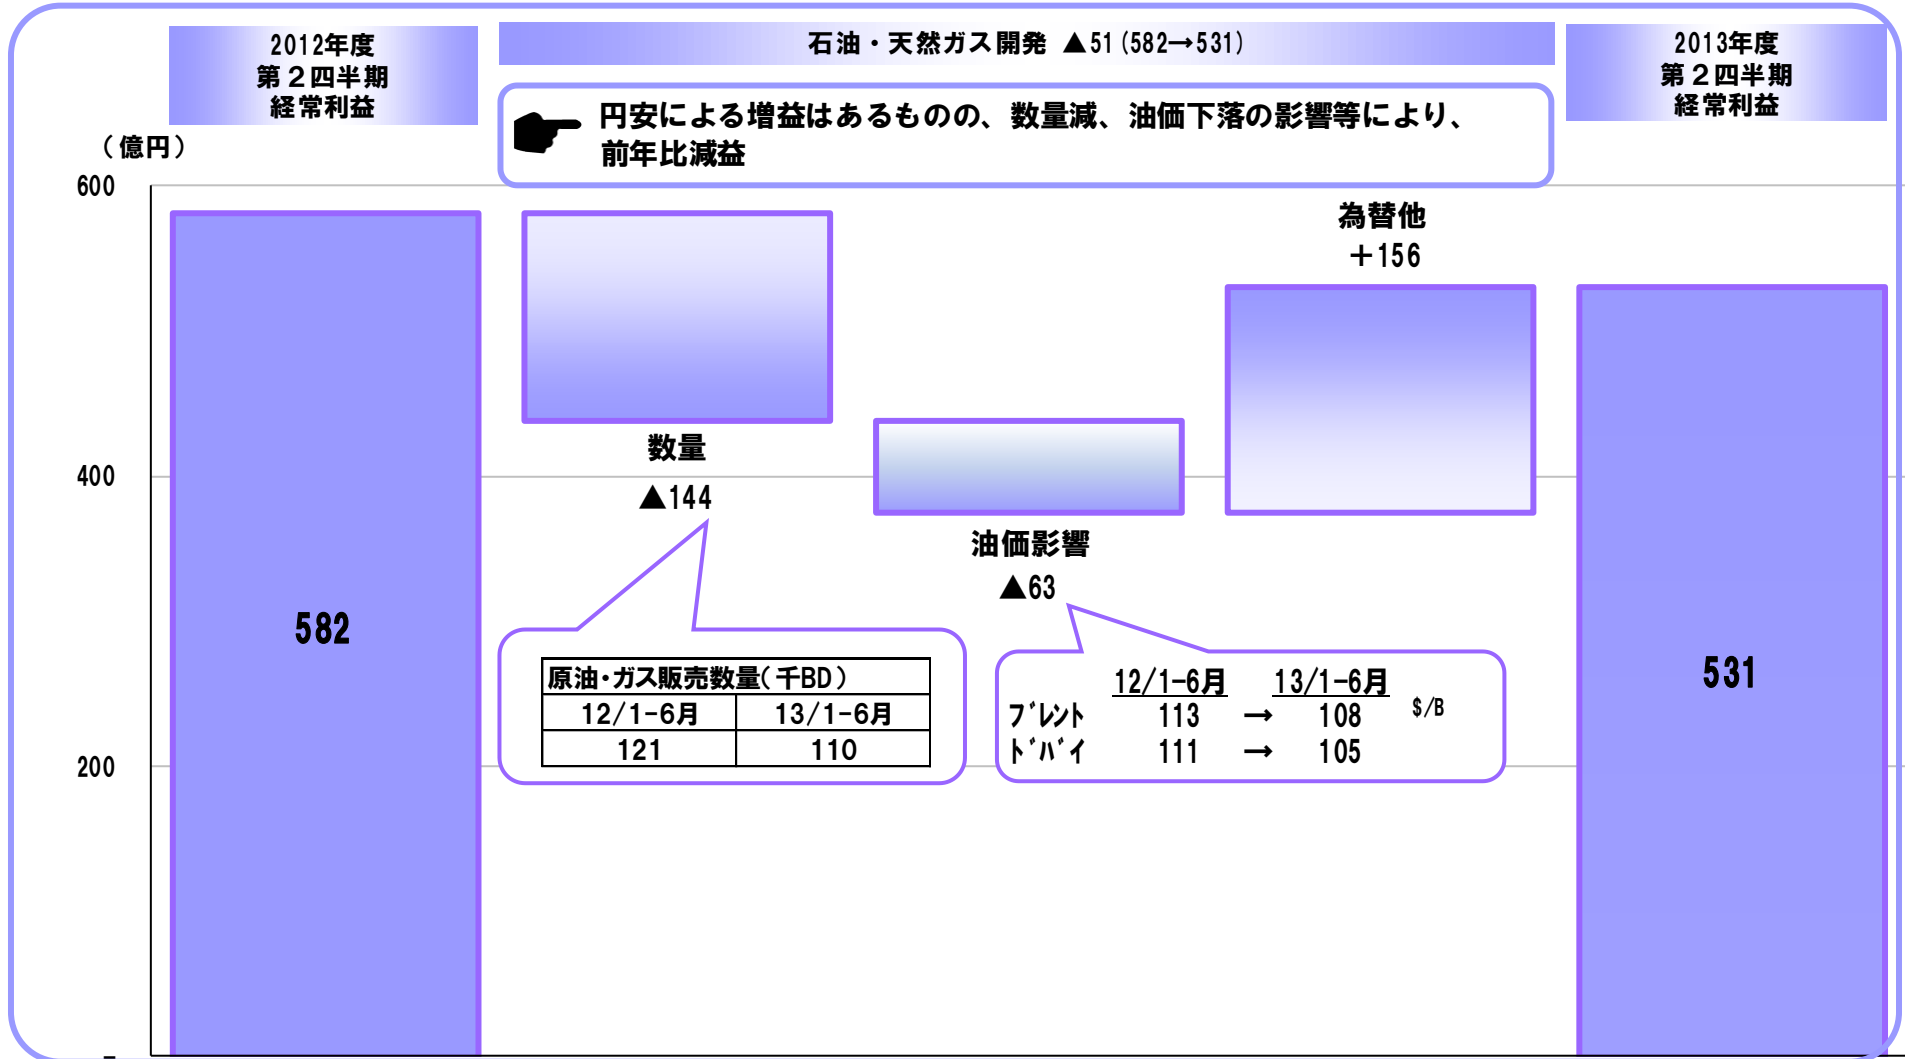 2012年度
第２四半期
経常利益
石油・天然ガス開発 ▲51(582→531)
2013年度
第２四半期
経常利益
円安による増益はあるものの、数量減、油価下落の影響等により、
前年比減益
（億円）
600
400
200
582
数量
▲144
油価影響
▲63
為替他
＋156
531
原油・ガス販売数量(千BD)
12/1-6月 13/1-6月
121 110
12/1-6月 13/1-6月
ﾌﾞﾚﾝﾄ 113 → 108 $/B
ﾄﾞﾊﾞｲ 111 → 105